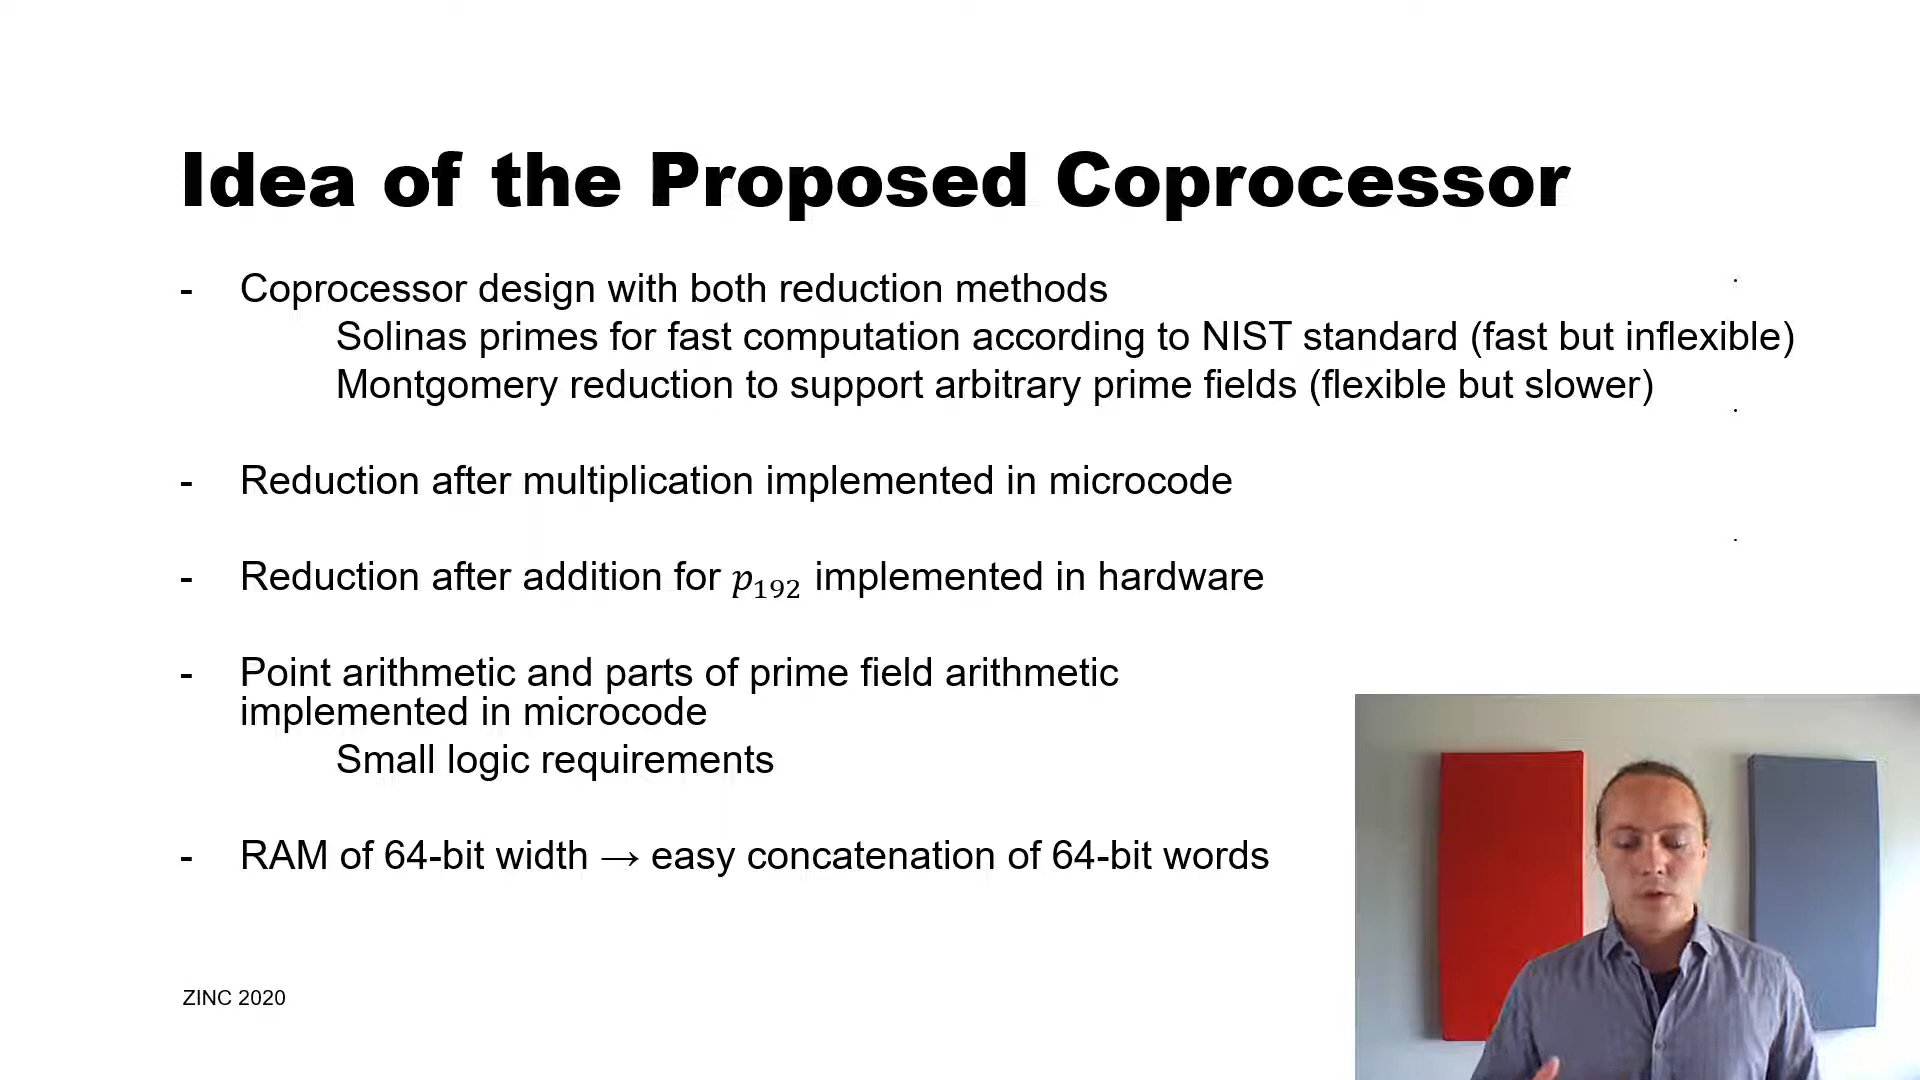 Idea of the Proposed Coprocessor
- Coprocessor design with both reduction methods
Solinas primes for fast computation according to NIST standard (fast but inflexible)
Montgomery reduction to support arbitrary prime fields (flexible but slower)
- Reduction after multiplication implemented in microcode
- Reduction after addition for p₁₉₂ implemented in hardware
- Point arithmetic and parts of prime field arithmetic
implemented in microcode
Small logic requirements
- RAM of 64-bit width → easy concatenation of 64-bit words
ZINC 2020